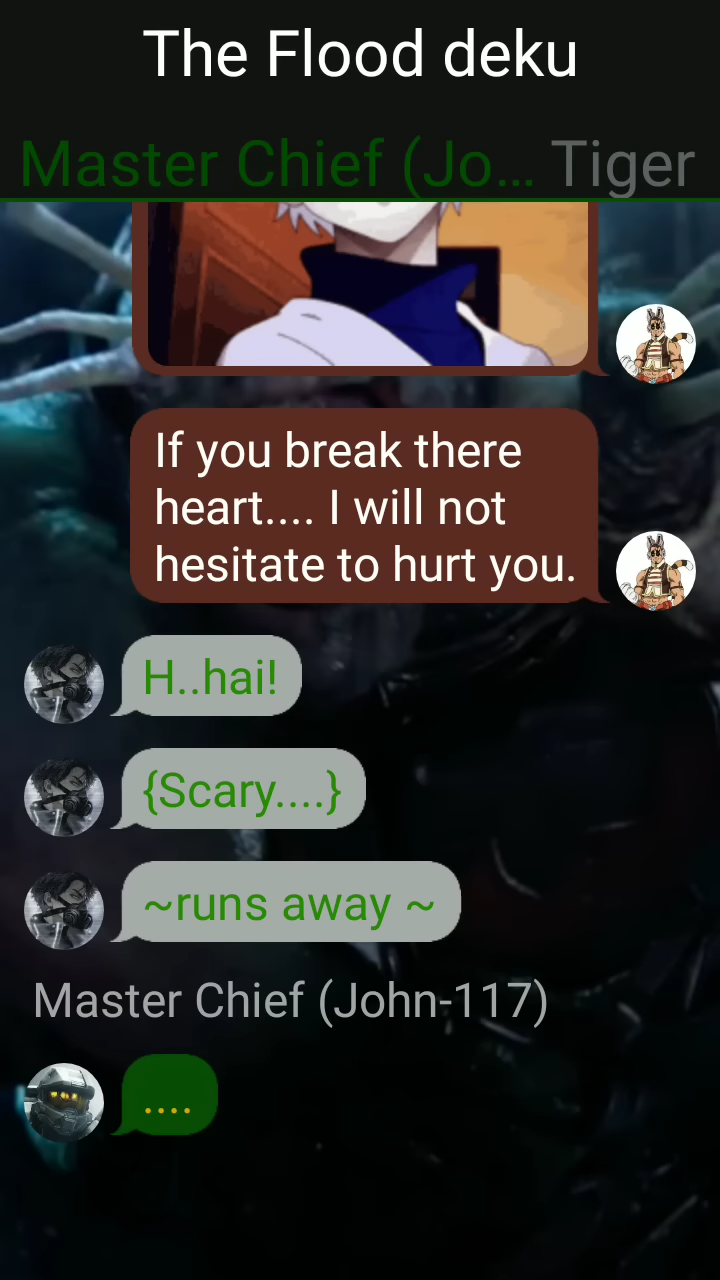 The Flood deku
Master Chief (Jo... Tiger
If you break there
heart.... I will not
hesitate to hurt you.
H..hai!
{Scary....}
~runs away ~
Master Chief (John-117)
....